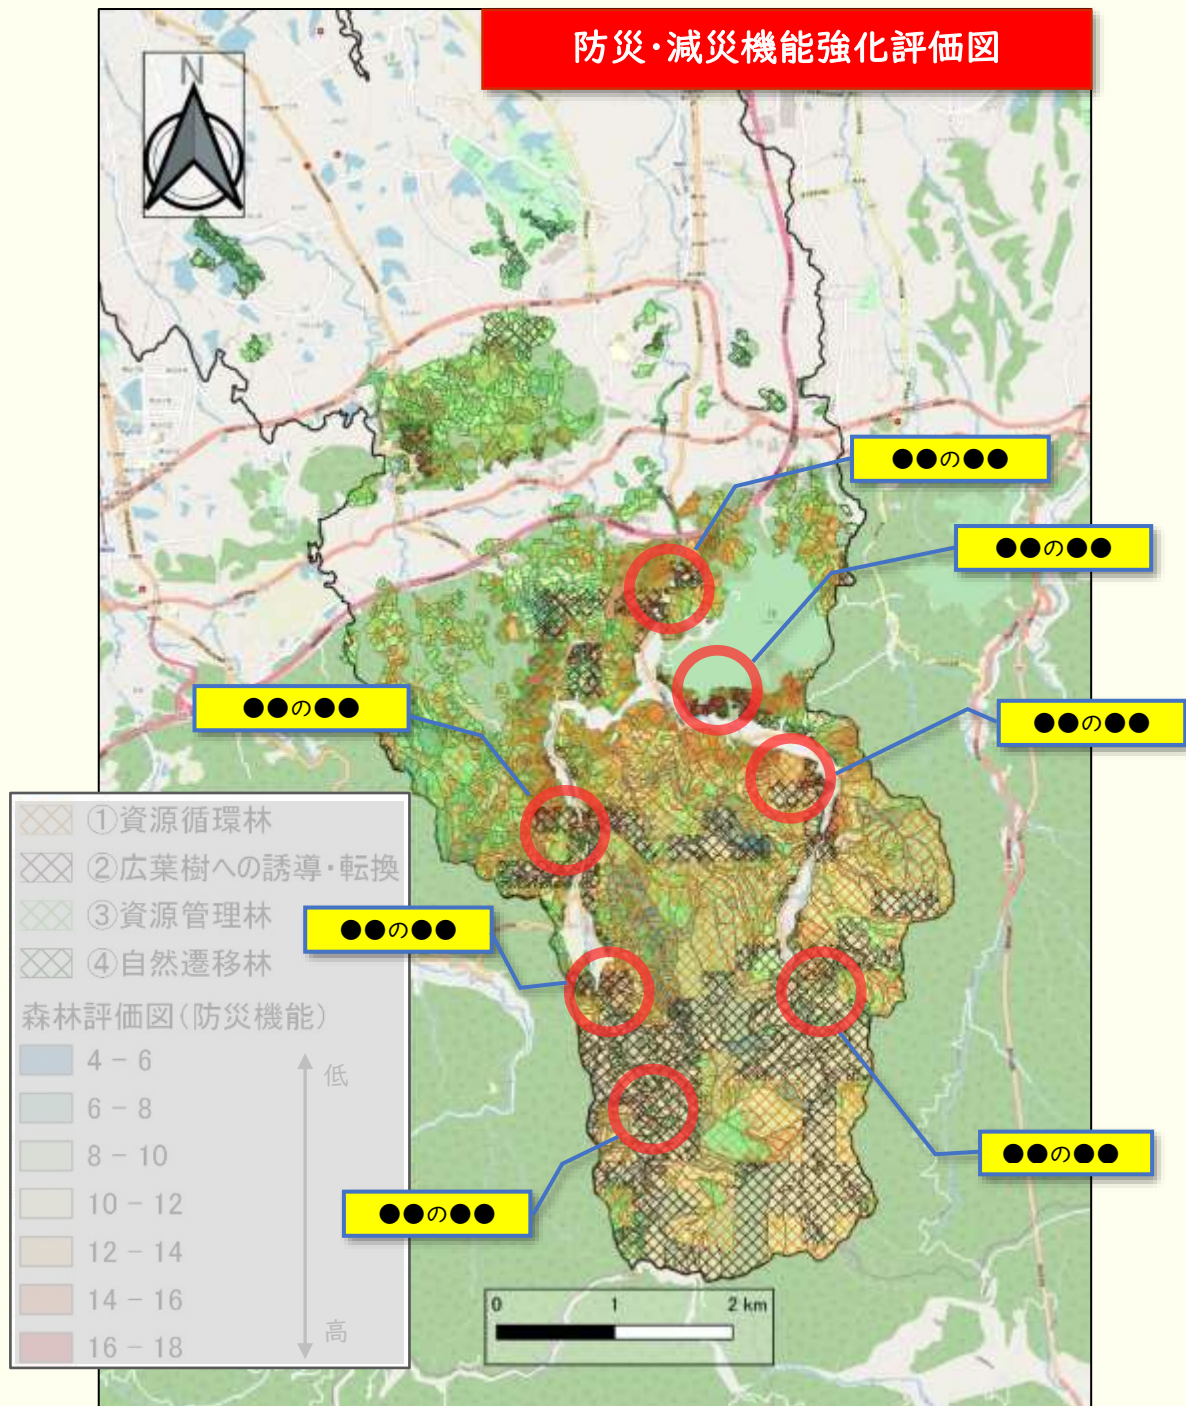 防災･減災機能強化評価図
N
●●の●●
●●の●●
●●の●●
●●の●●
①資源循環林
②広葉樹への誘導･転換
③資源管理林
④自然遷移林
森林評価図(防災機能)
4 − 6
低
6 − 8
8 − 10
10 − 12
12 − 14
14 − 16
高
16 − 18
●●の●●
●●の●●
●●の●●
0 1 2 km